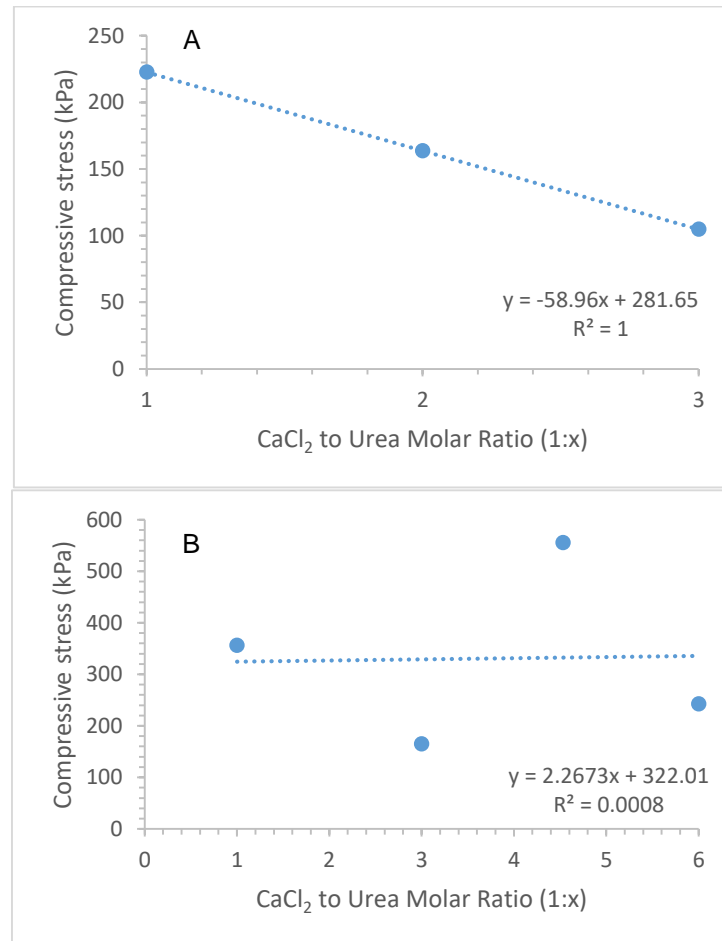 A
250
200
150
100
50
0
1
2
3
Compressive stress (kPa)
y = -58.96x + 281.65
R² = 1
CaCl₂ to Urea Molar Ratio (1:x)
B
600
500
400
300
200
100
0
0
1
2
3
4
5
6
Compressive stress (kPa)
y = 2.2673x + 322.01
R² = 0.0008
CaCl₂ to Urea Molar Ratio (1:x)